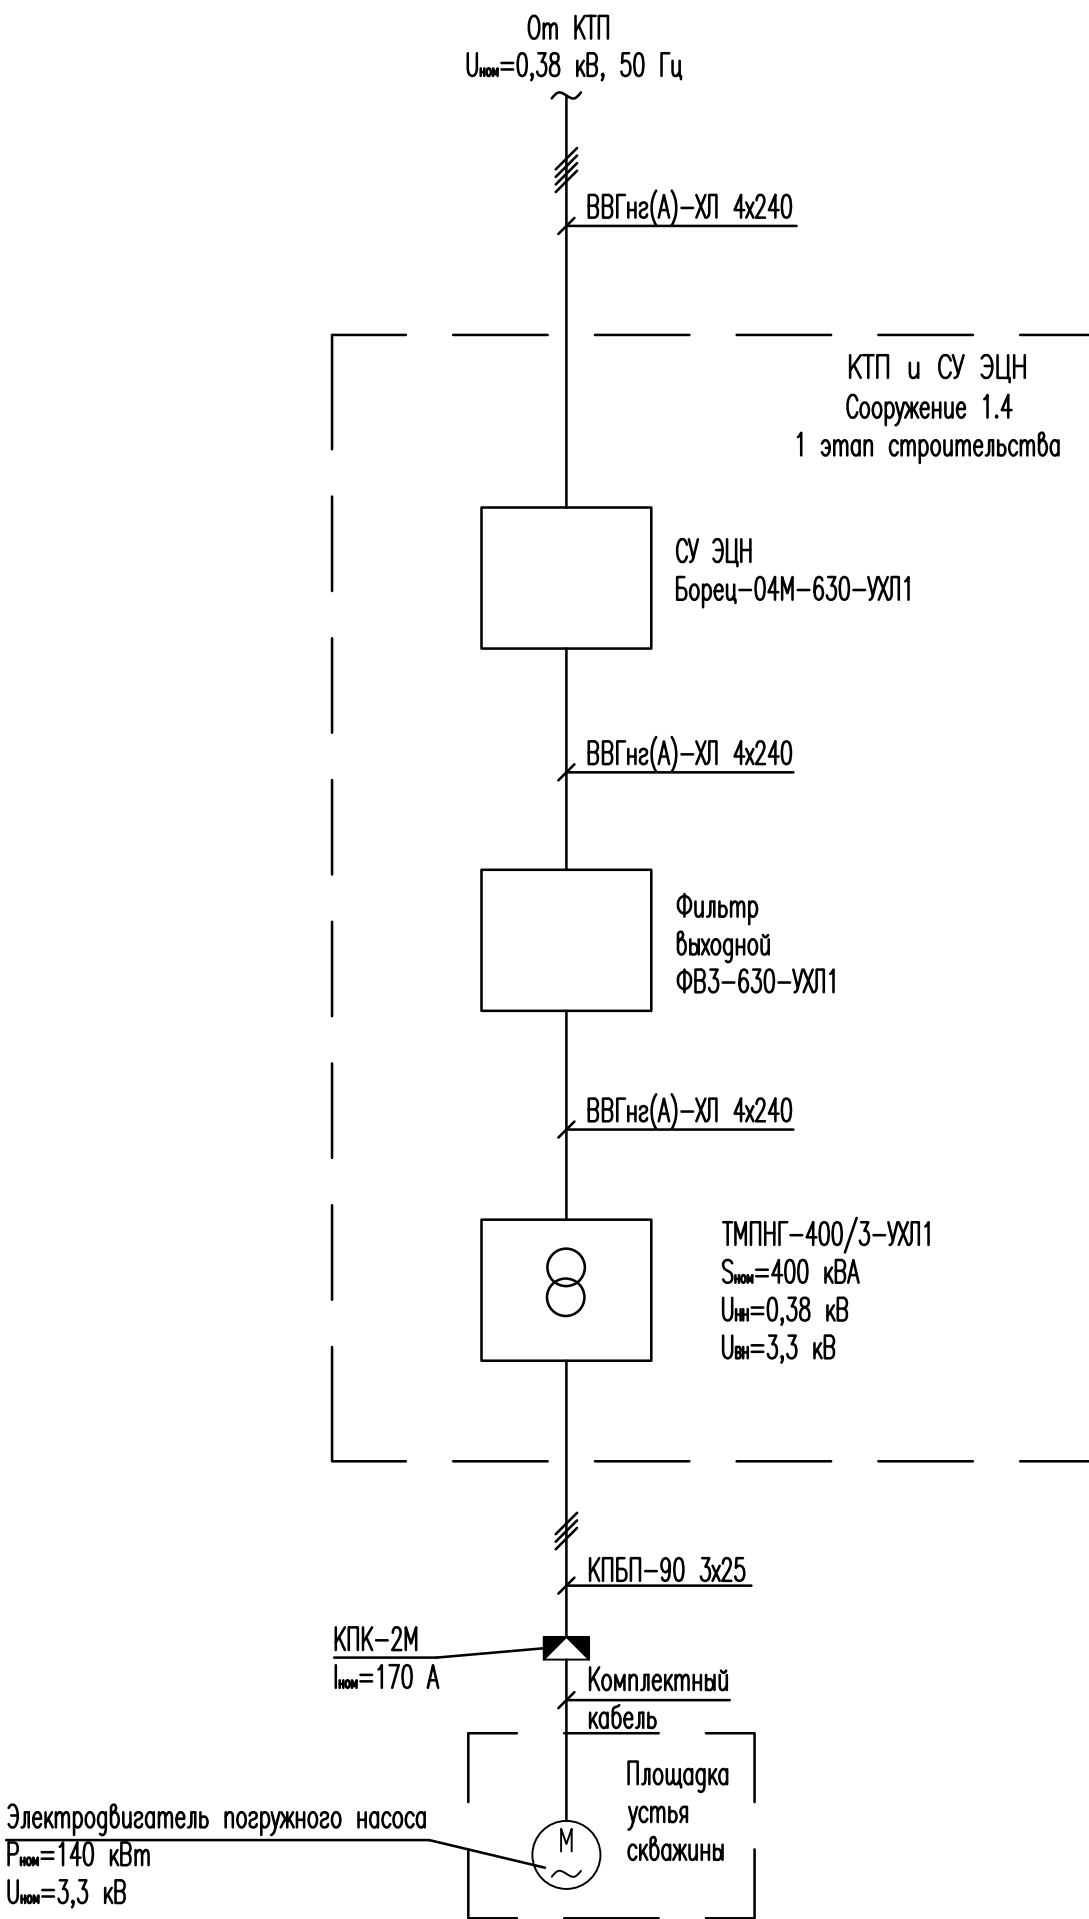 От КТП
Uном=0,38 кВ, 50 Гц
ВВГнг(А)-ХЛ 4х240
КТП и СУ ЭЦН
Сооружение 1.4
1 этап строительства
СУ ЭЦН
Борец-04М-630-УХЛ1
ВВГнг(А)-ХЛ 4х240
Фильтр
выходной
ФВ3-630-УХЛ1
ВВГнг(А)-ХЛ 4х240
ТМПНГ-400/3-УХЛ1
Sном=400 кВА
Uнн=0,38 кВ
Uвн=3,3 кВ
КПБП-90 3х25
КПК-2М
Iном=170 А
Комплектный
кабель
Площадка
устья
скважины
Электродвигатель погружного насоса
Рном=140 кВт
Uном=3,3 кВ
М